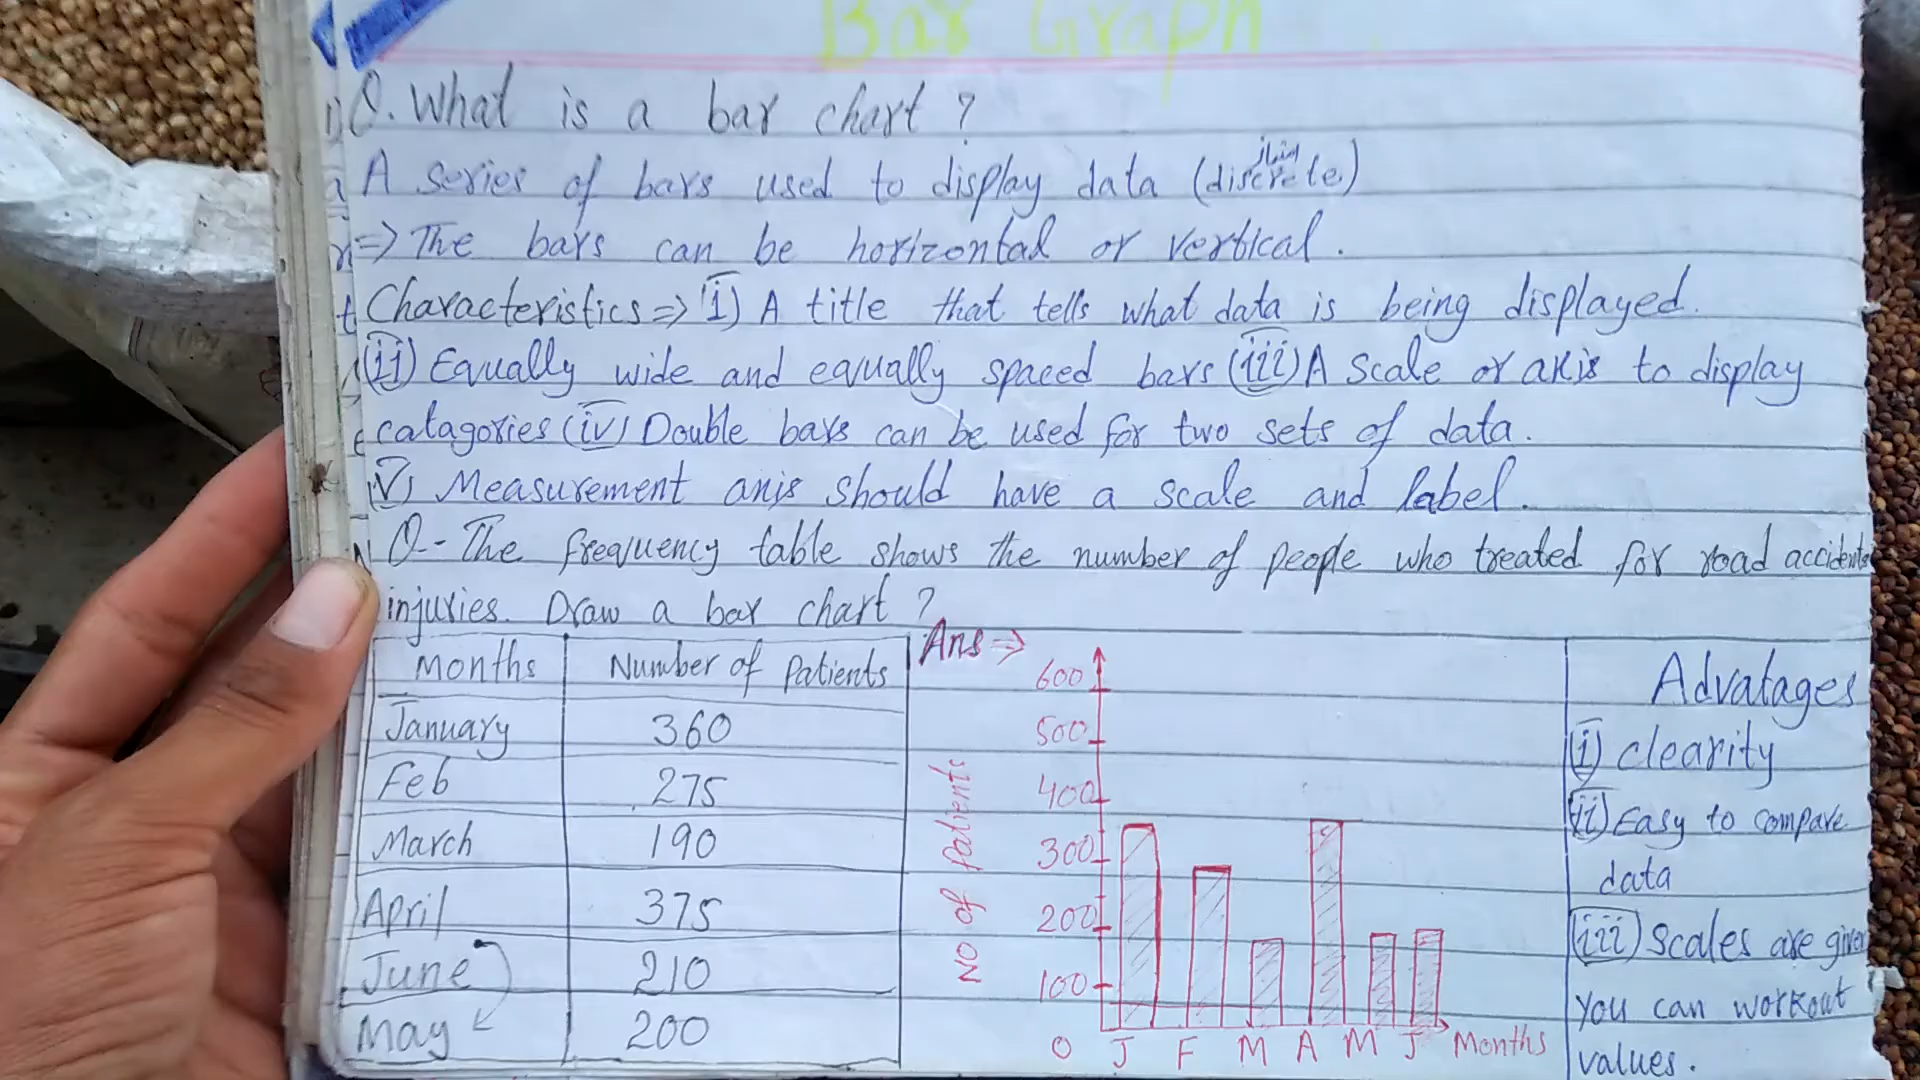 Bar Graph
Q. What is a bar chart ?
A series of bars used to display data (discrete)
=> The bars can be horizontal or vertical.
Characteristics => (i) A title that tells what data is being displayed.
(ii) Equally wide and equally spaced bars (iii) A Scale or axis to display
catagories (iv) Double bars can be used for two sets of data.
(v) Measurement axis should have a scale and label.
Q- The frequency table shows the number of people who treated for road accidents
injuries. Draw a bar chart ?
Months Number of Patients
January 360
Feb 275
March 190
April 375
June 210
May 200
Ans =>
600
500
400
300
200
100
0 J F M A M J Months
No of Patients
Advatages
(i) clearity
(ii) Easy to compare
data
(iii) Scales are given
you can workout
values.